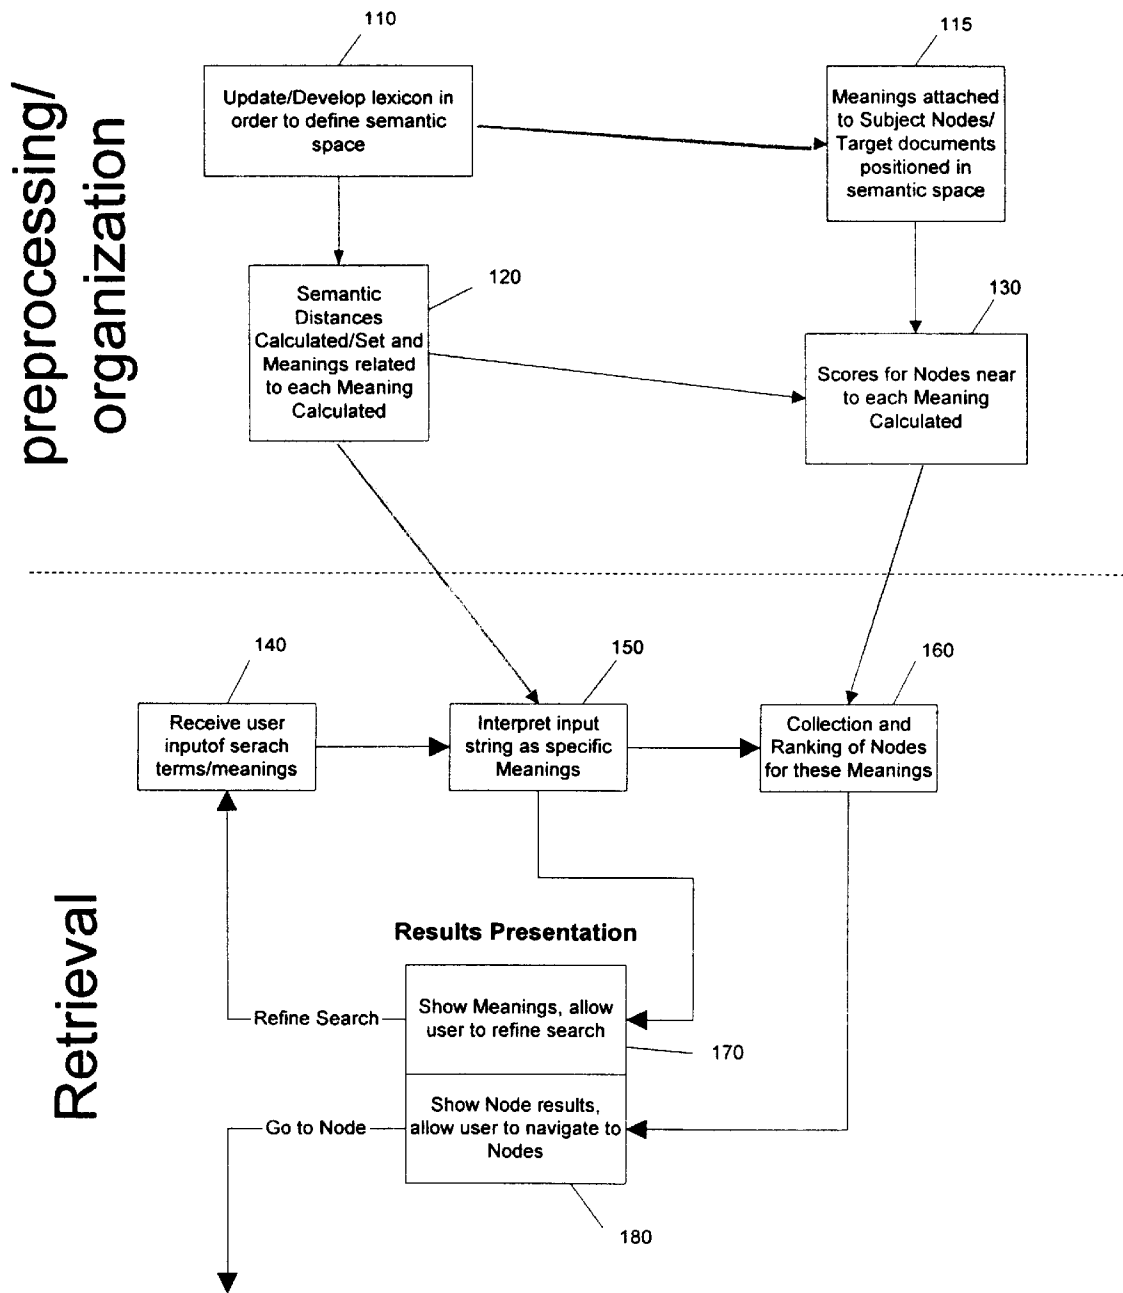 preprocessing/
organization
110
Update/Develop lexicon in
order to define semantic
space
115
Meanings attached
to Subject Nodes/
Target documents
positioned in
semantic space
120
Semantic
Distances
Calculated/Set and
Meanings related
to each Meaning
Calculated
130
Scores for Nodes near
to each Meaning
Calculated
Retrieval
140
Receive user
inputof serach
terms/meanings
150
Interpret input
string as specific
Meanings
160
Collection and
Ranking of Nodes
for these Meanings
Results Presentation
Refine Search
Show Meanings, allow
user to refine search
170
Go to Node
Show Node results,
allow user to navigate to
Nodes
180